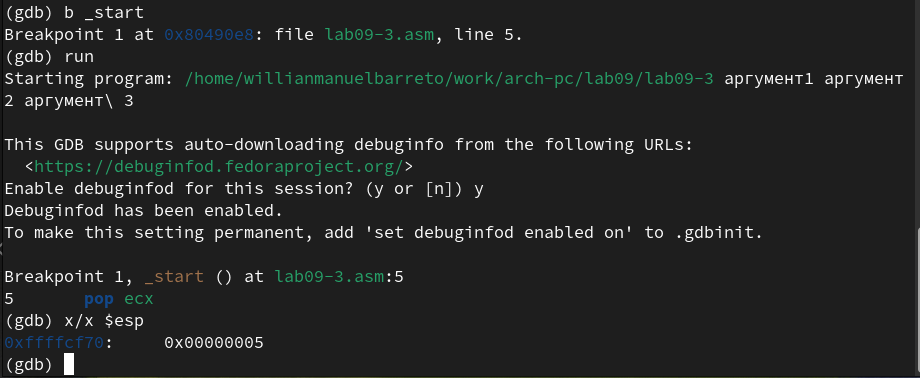 (gdb) b _start
Breakpoint 1 at 0x80490e8: file lab09-3.asm, line 5.
(gdb) run
Starting program: /home/willianmanuelbarreto/work/arch-pc/lab09/lab09-3 аргумент1 аргумент
2 аргумент\ 3
This GDB supports auto-downloading debuginfo from the following URLs:
<https://debuginfod.fedoraproject.org/>
Enable debuginfod for this session? (y or [n]) y
Debuginfod has been enabled.
To make this setting permanent, add 'set debuginfod enabled on' to .gdbinit.
Breakpoint 1, _start () at lab09-3.asm:5
5 pop ecx
(gdb) x/x $esp
0xffffcf70: 0x00000005
(gdb)